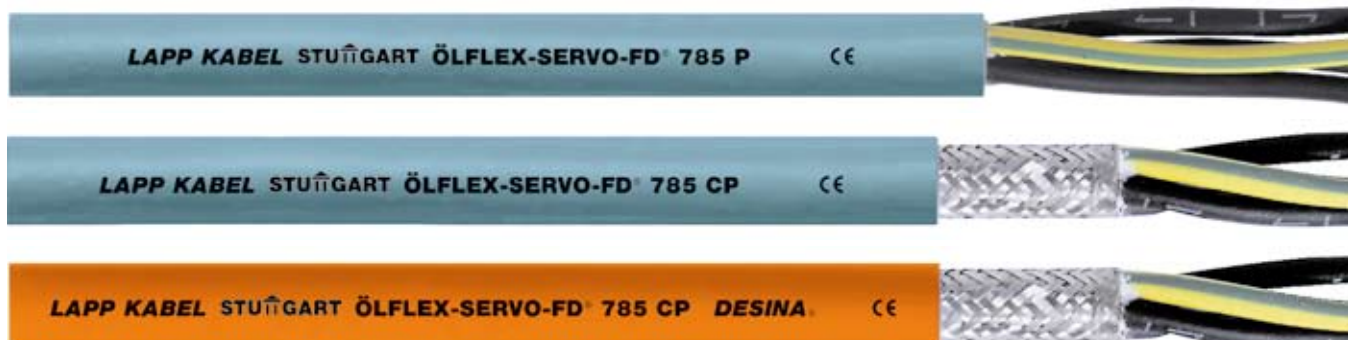 LAPP KABEL STUTTGART ÖLFLEX-SERVO-FD® 785 P CE
LAPP KABEL STUTTGART ÖLFLEX-SERVO-FD® 785 CP CE
LAPP KABEL STUTTGART ÖLFLEX-SERVO-FD® 785 CP DESINA® CE